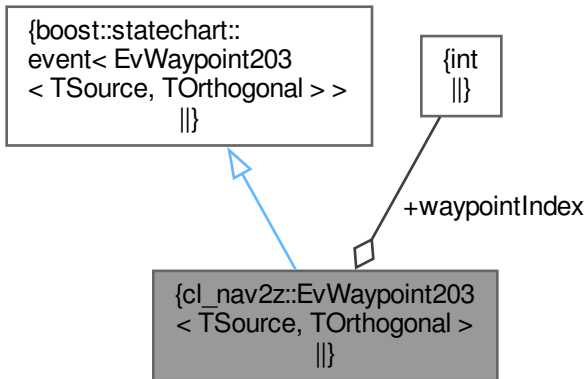 {boost::statechart::
event< EvWaypoint203
< TSource, TOrthogonal > >
||}
{int
||}
+waypointIndex
{cl_nav2z::EvWaypoint203
< TSource, TOrthogonal >
||}